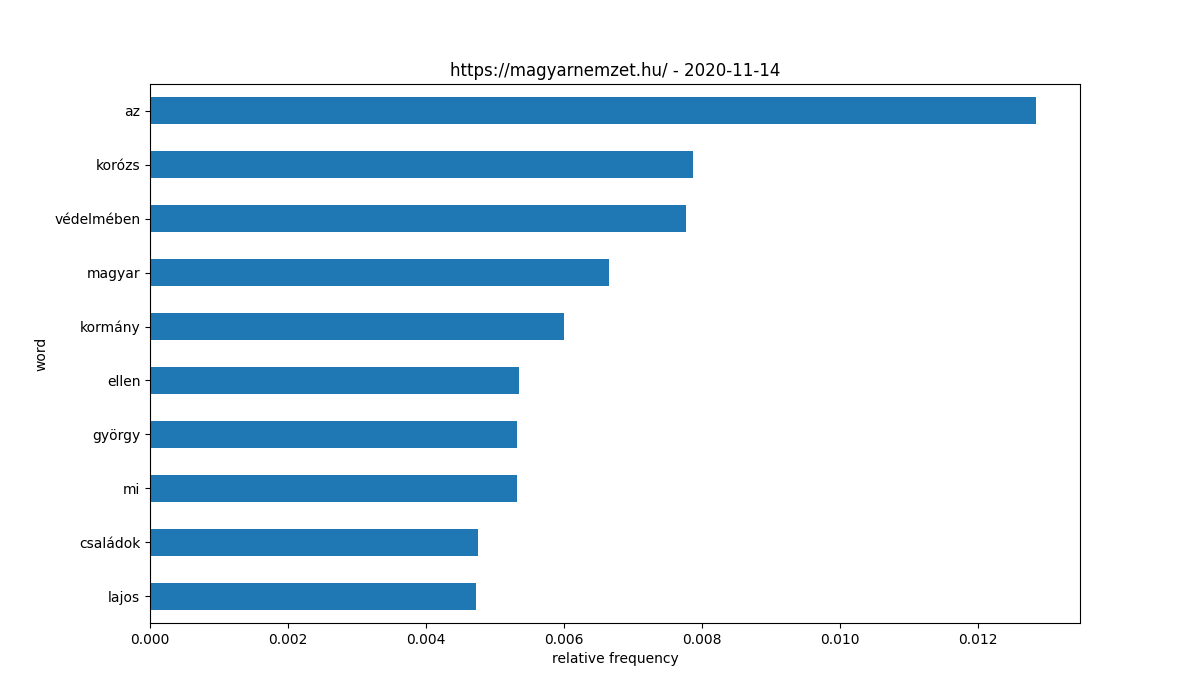 https://magyarnemzet.hu/ - 2020-11-14
az
korózs
védelmében
magyar
kormány
ellen
györgy
mi
családok
lajos
word
0.000 0.002 0.004 0.006 0.008 0.010 0.012
relative frequency